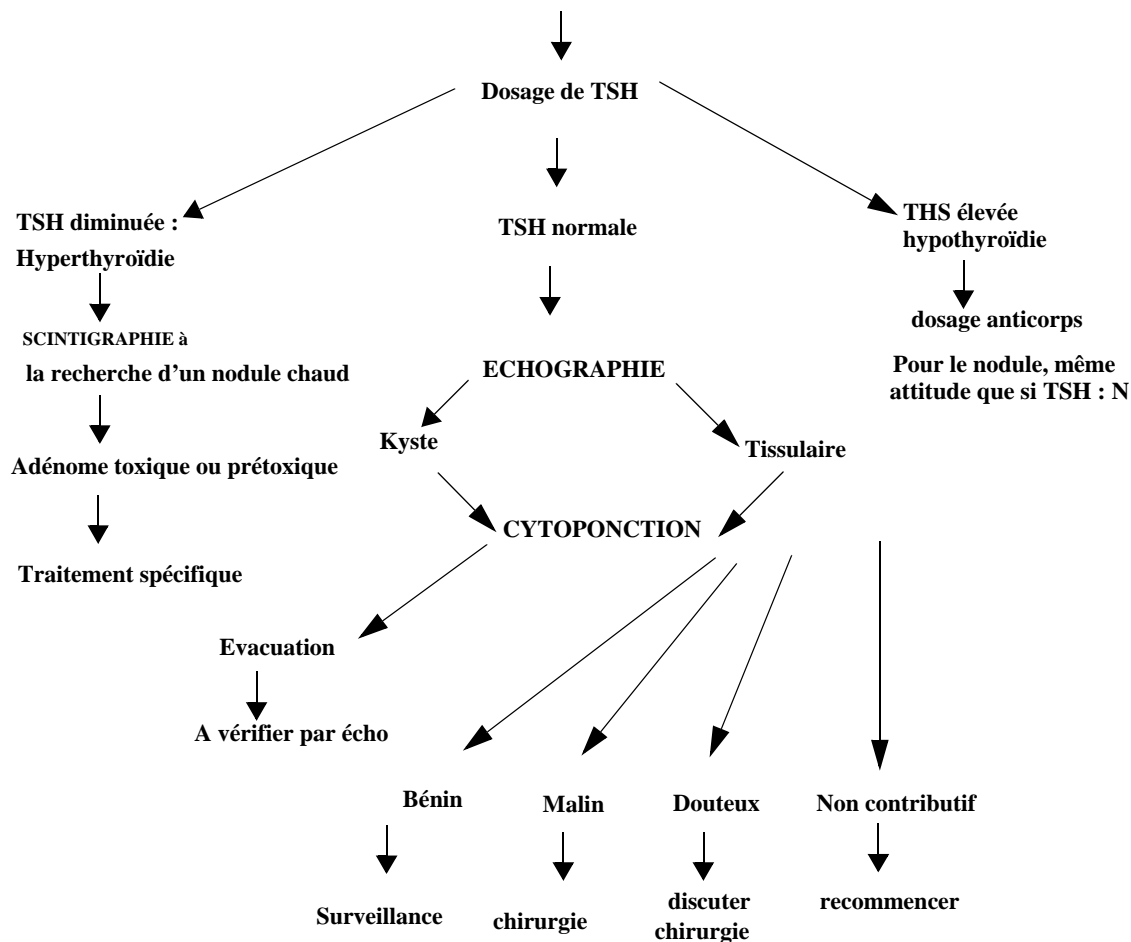 Dosage de TSH
TSH diminuée :
Hyperthyroïdie
TSH normale
THS élevée
hypothyroïdie
SCINTIGRAPHIE à
la recherche d'un nodule chaud
ECHOGRAPHIE
dosage anticorps
Pour le nodule, même
attitude que si TSH : N
Kyste
Tissulaire
Adénome toxique ou prétoxique
CYTOPONCTION
Traitement spécifique
Evacuation
A vérifier par écho
Bénin
Malin
Douteux
Non contributif
Surveillance
chirurgie
discuter
chirurgie
recommencer